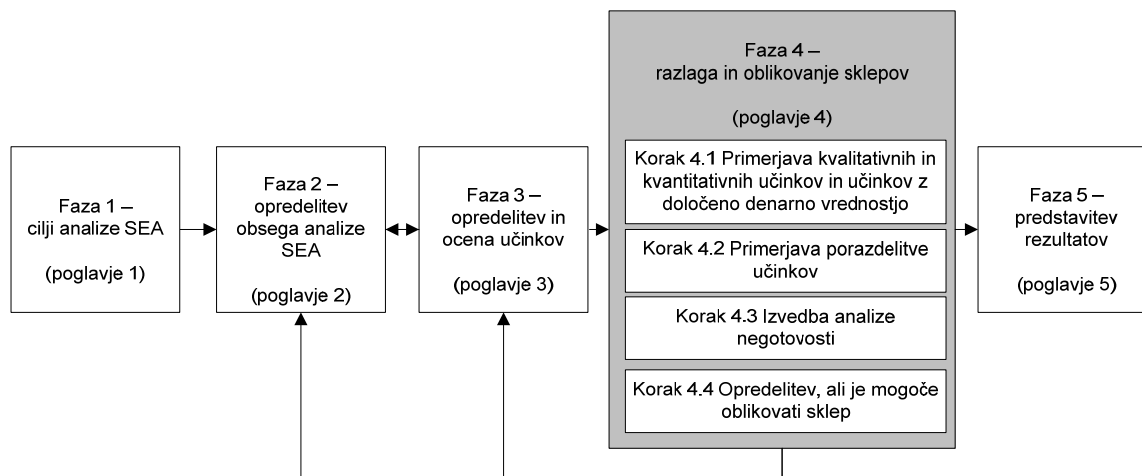 Faza 1 –
cilji analize SEA
(poglavje 1)
Faza 2 –
opredelitev
obsega analize
SEA
(poglavje 2)
Faza 3 –
opredelitev in
ocena učinkov
(poglavje 3)
Faza 4 –
razlaga in oblikovanje sklepov
(poglavje 4)
Korak 4.1 Primerjava kvalitativnih in
kvantitativnih učinkov in učinkov z
določeno denarno vrednostjo
Korak 4.2 Primerjava porazdelitve
učinkov
Korak 4.3 Izvedba analize
negotovosti
Korak 4.4 Opredelitev, ali je mogoče
oblikovati sklep
Faza 5 –
predstavitev
rezultatov
(poglavje 5)